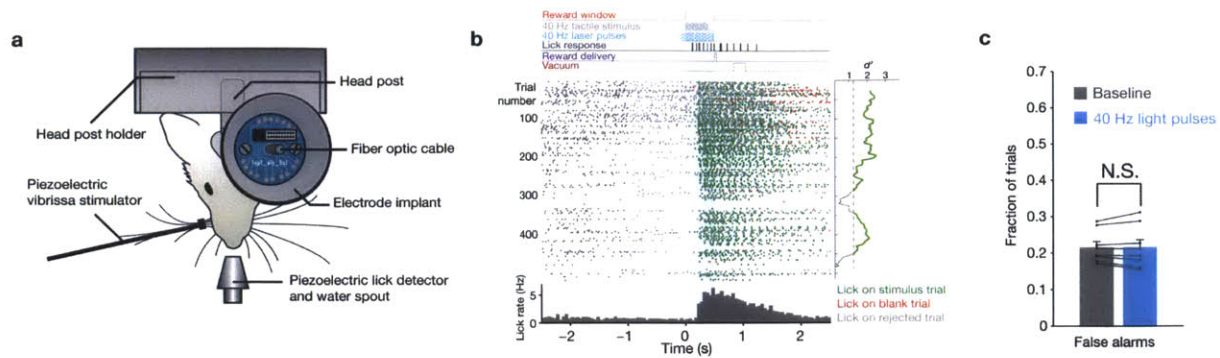 a
Head post
Head post holder
Fiber optic cable
Piezoelectric
vibrissa stimulator
Electrode implant
Piezoelectric lick detector
and water spout
b
Reward window
40 Hz tactile stimulus
40 Hz laser pulses
Lick response
Reward delivery
Vacuum
d'
1 2 3
Trial
number
100
200
300
400
Lick rate (Hz)
5
0
−2 −1 0 1 2
Time (s)
Lick on stimulus trial
Lick on blank trial
Lick on rejected trial
c
0.7
0.6
0.5
0.4
0.3
0.2
0.1
0
Fraction of trials
Baseline
40 Hz light pulses
N.S.
False alarms